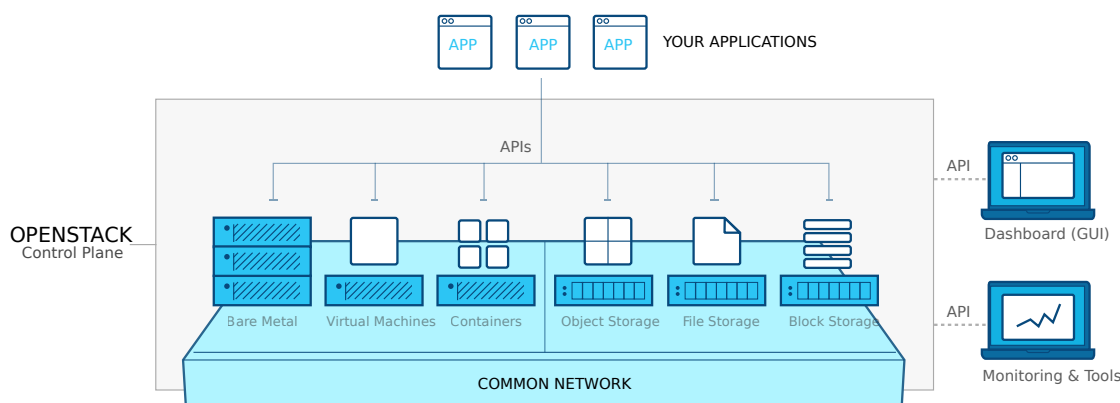 APP
APP
APP
YOUR APPLICATIONS
APIs
API
OPENSTACK
Control Plane
Dashboard (GUI)
API
Bare Metal
Virtual Machines
Containers
Object Storage
File Storage
Block Storage
Monitoring & Tools
COMMON NETWORK